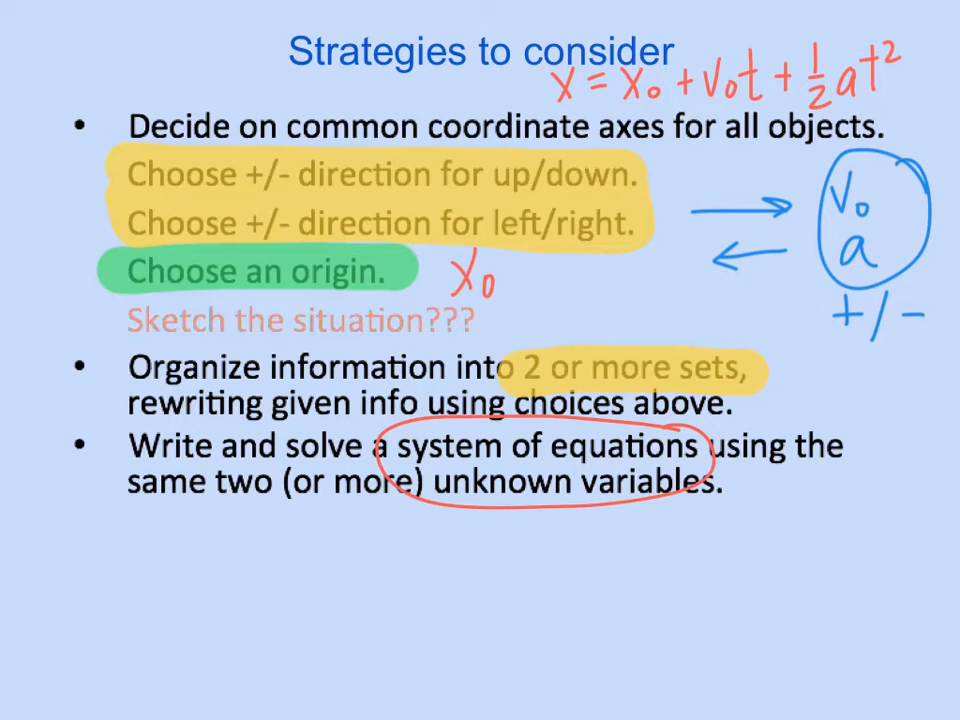 Strategies to consider
x = x₀ + v₀t + ½at²
• Decide on common coordinate axes for all objects.
Choose +/- direction for up/down.
Choose +/- direction for left/right.
v₀
a
+/-
Choose an origin. x₀
Sketch the situation???
• Organize information into 2 or more sets,
rewriting given info using choices above.
• Write and solve a system of equations using the
same two (or more) unknown variables.